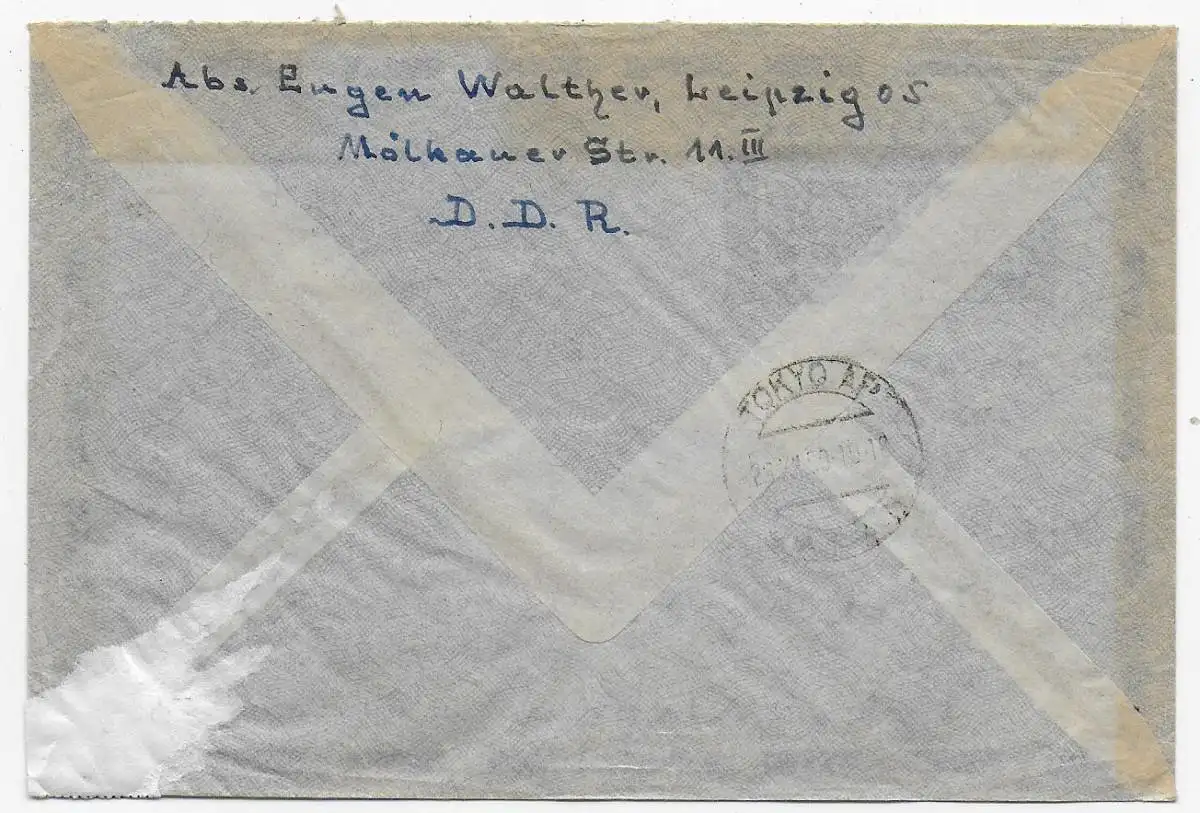 Abs. Eugen Walther, Leipzig O5
Mölkauer Str. 11.III
D. D. R.
TOKYO AP